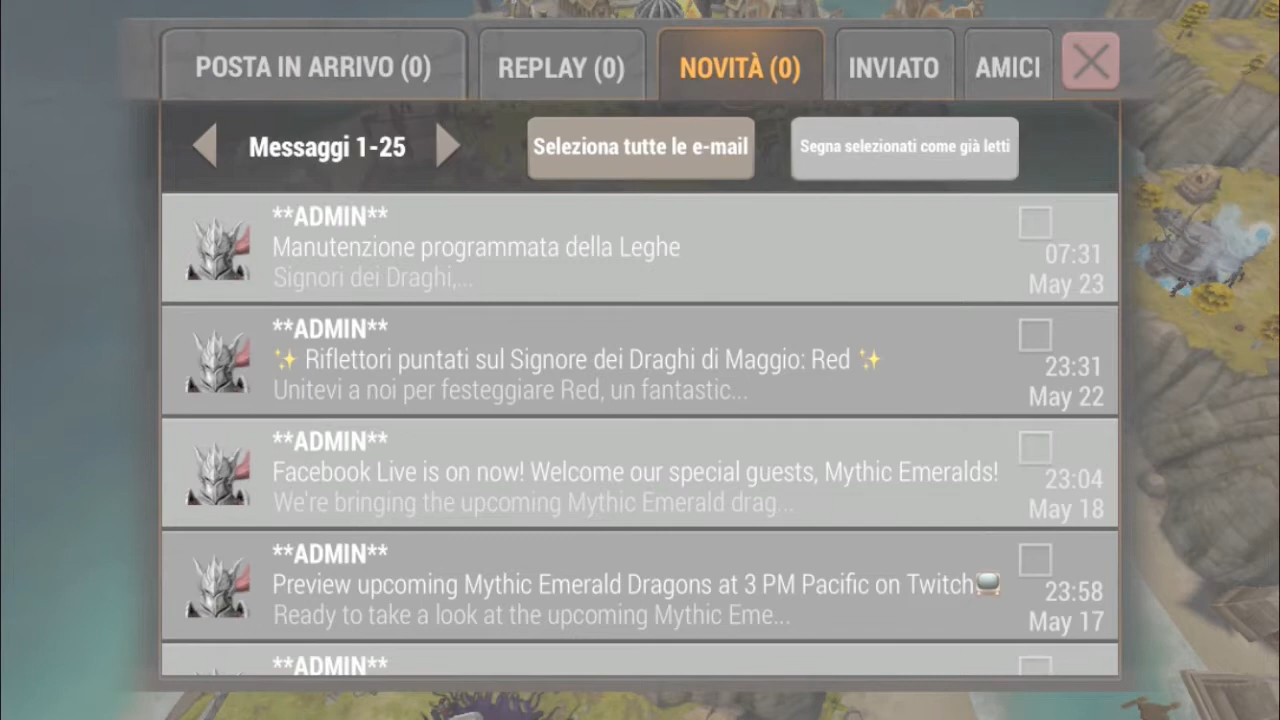 POSTA IN ARRIVO (0) REPLAY (0) NOVITÀ (0) INVIATO AMICI
Messaggi 1-25 Seleziona tutte le e-mail Segna selezionati come già letti
**ADMIN**
Manutenzione programmata della Leghe
07:31
Signori dei Draghi,...
May 23
**ADMIN**
✨ Riflettori puntati sul Signore dei Draghi di Maggio: Red ✨
23:31
Unitevi a noi per festeggiare Red, un fantastic...
May 22
**ADMIN**
Facebook Live is on now! Welcome our special guests, Mythic Emeralds!
23:04
We're bringing the upcoming Mythic Emerald drag...
May 18
**ADMIN**
Preview upcoming Mythic Emerald Dragons at 3 PM Pacific on Twitch
23:58
Ready to take a look at the upcoming Mythic Eme...
May 17
**ADMIN**